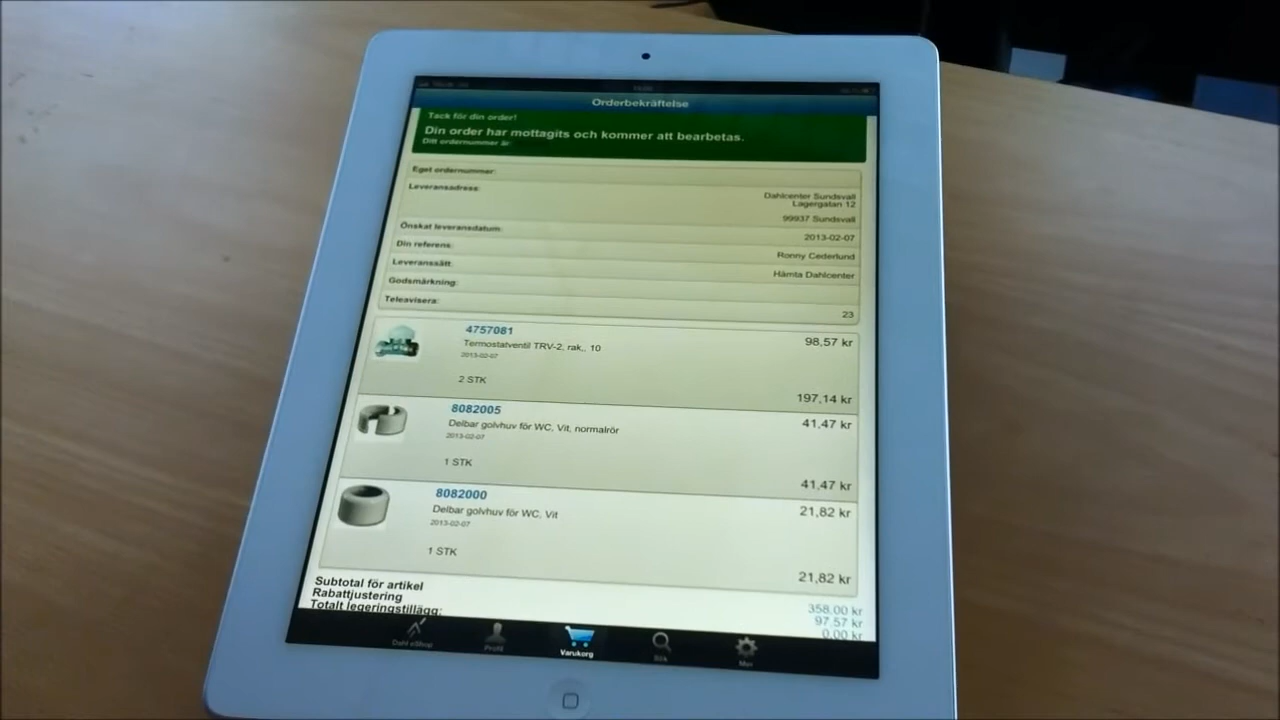 Orderbekräftelse
Tack för din order!
Din order har mottagits och kommer att bearbetas.
Ditt ordernummer är
Eget ordernummer:
Leveransadress:
Dahlcenter Sundsvall
Lagergatan 12
99937 Sundsvall
Önskat leveransdatum:
2013-02-07
Din referens:
Ronny Cederlund
Leveranssätt:
Hämta Dahlcenter
Godsmärkning:
Teleavisera:
23
4757081
98,57 kr
Termostatventil TRV-2, rak,, 10
2013-02-07
2 STK
197,14 kr
8082005
41,47 kr
Delbar golvhuv för WC, Vit, normalrör
2013-02-07
1 STK
41,47 kr
8082000
21,82 kr
Delbar golvhuv för WC, Vit
2013-02-07
1 STK
21,82 kr
Subtotal för artikel
358,00 kr
Rabattjustering
97,57 kr
Totalt legeringstillägg:
0,00 kr
Dahl eShop
Profil
Varukorg
Sök
Mer